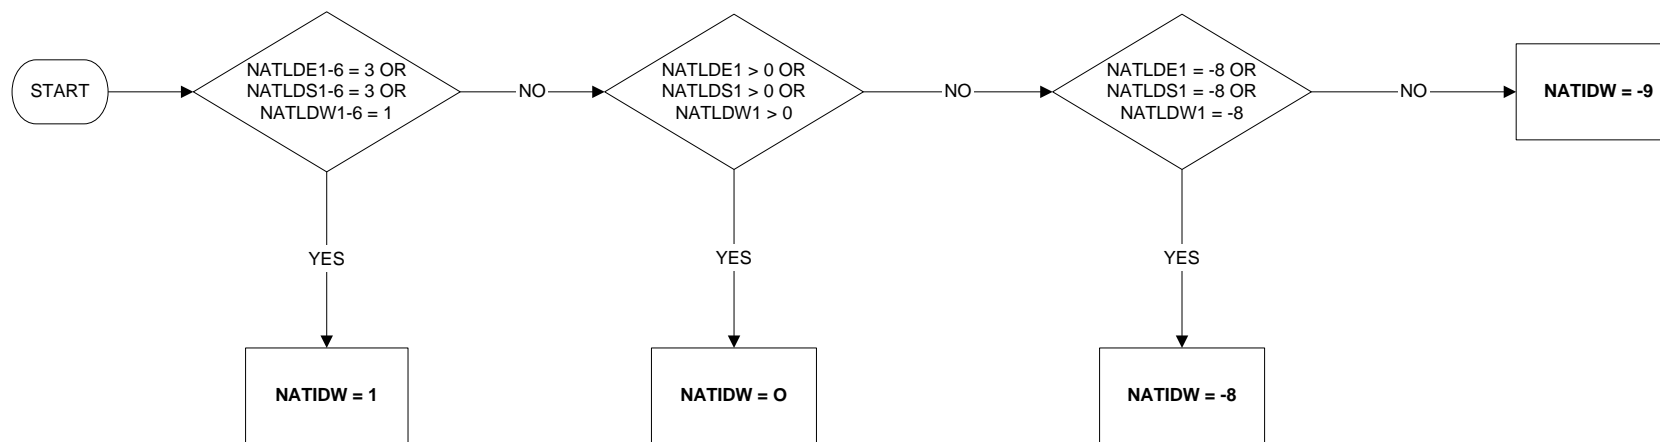 START
NATLDE1-6 = 3 OR
NATLDS1-6 = 3 OR
NATLDW1-6 = 1
NO
NATLDE1 > 0 OR
NATLDS1 > 0 OR
NATLDW1 > 0
NO
NATLDE1 = -8 OR
NATLDS1 = -8 OR
NATLDW1 = -8
NO
NATIDW = -9
YES
YES
YES
NATIDW = 1
NATIDW = O
NATIDW = -8